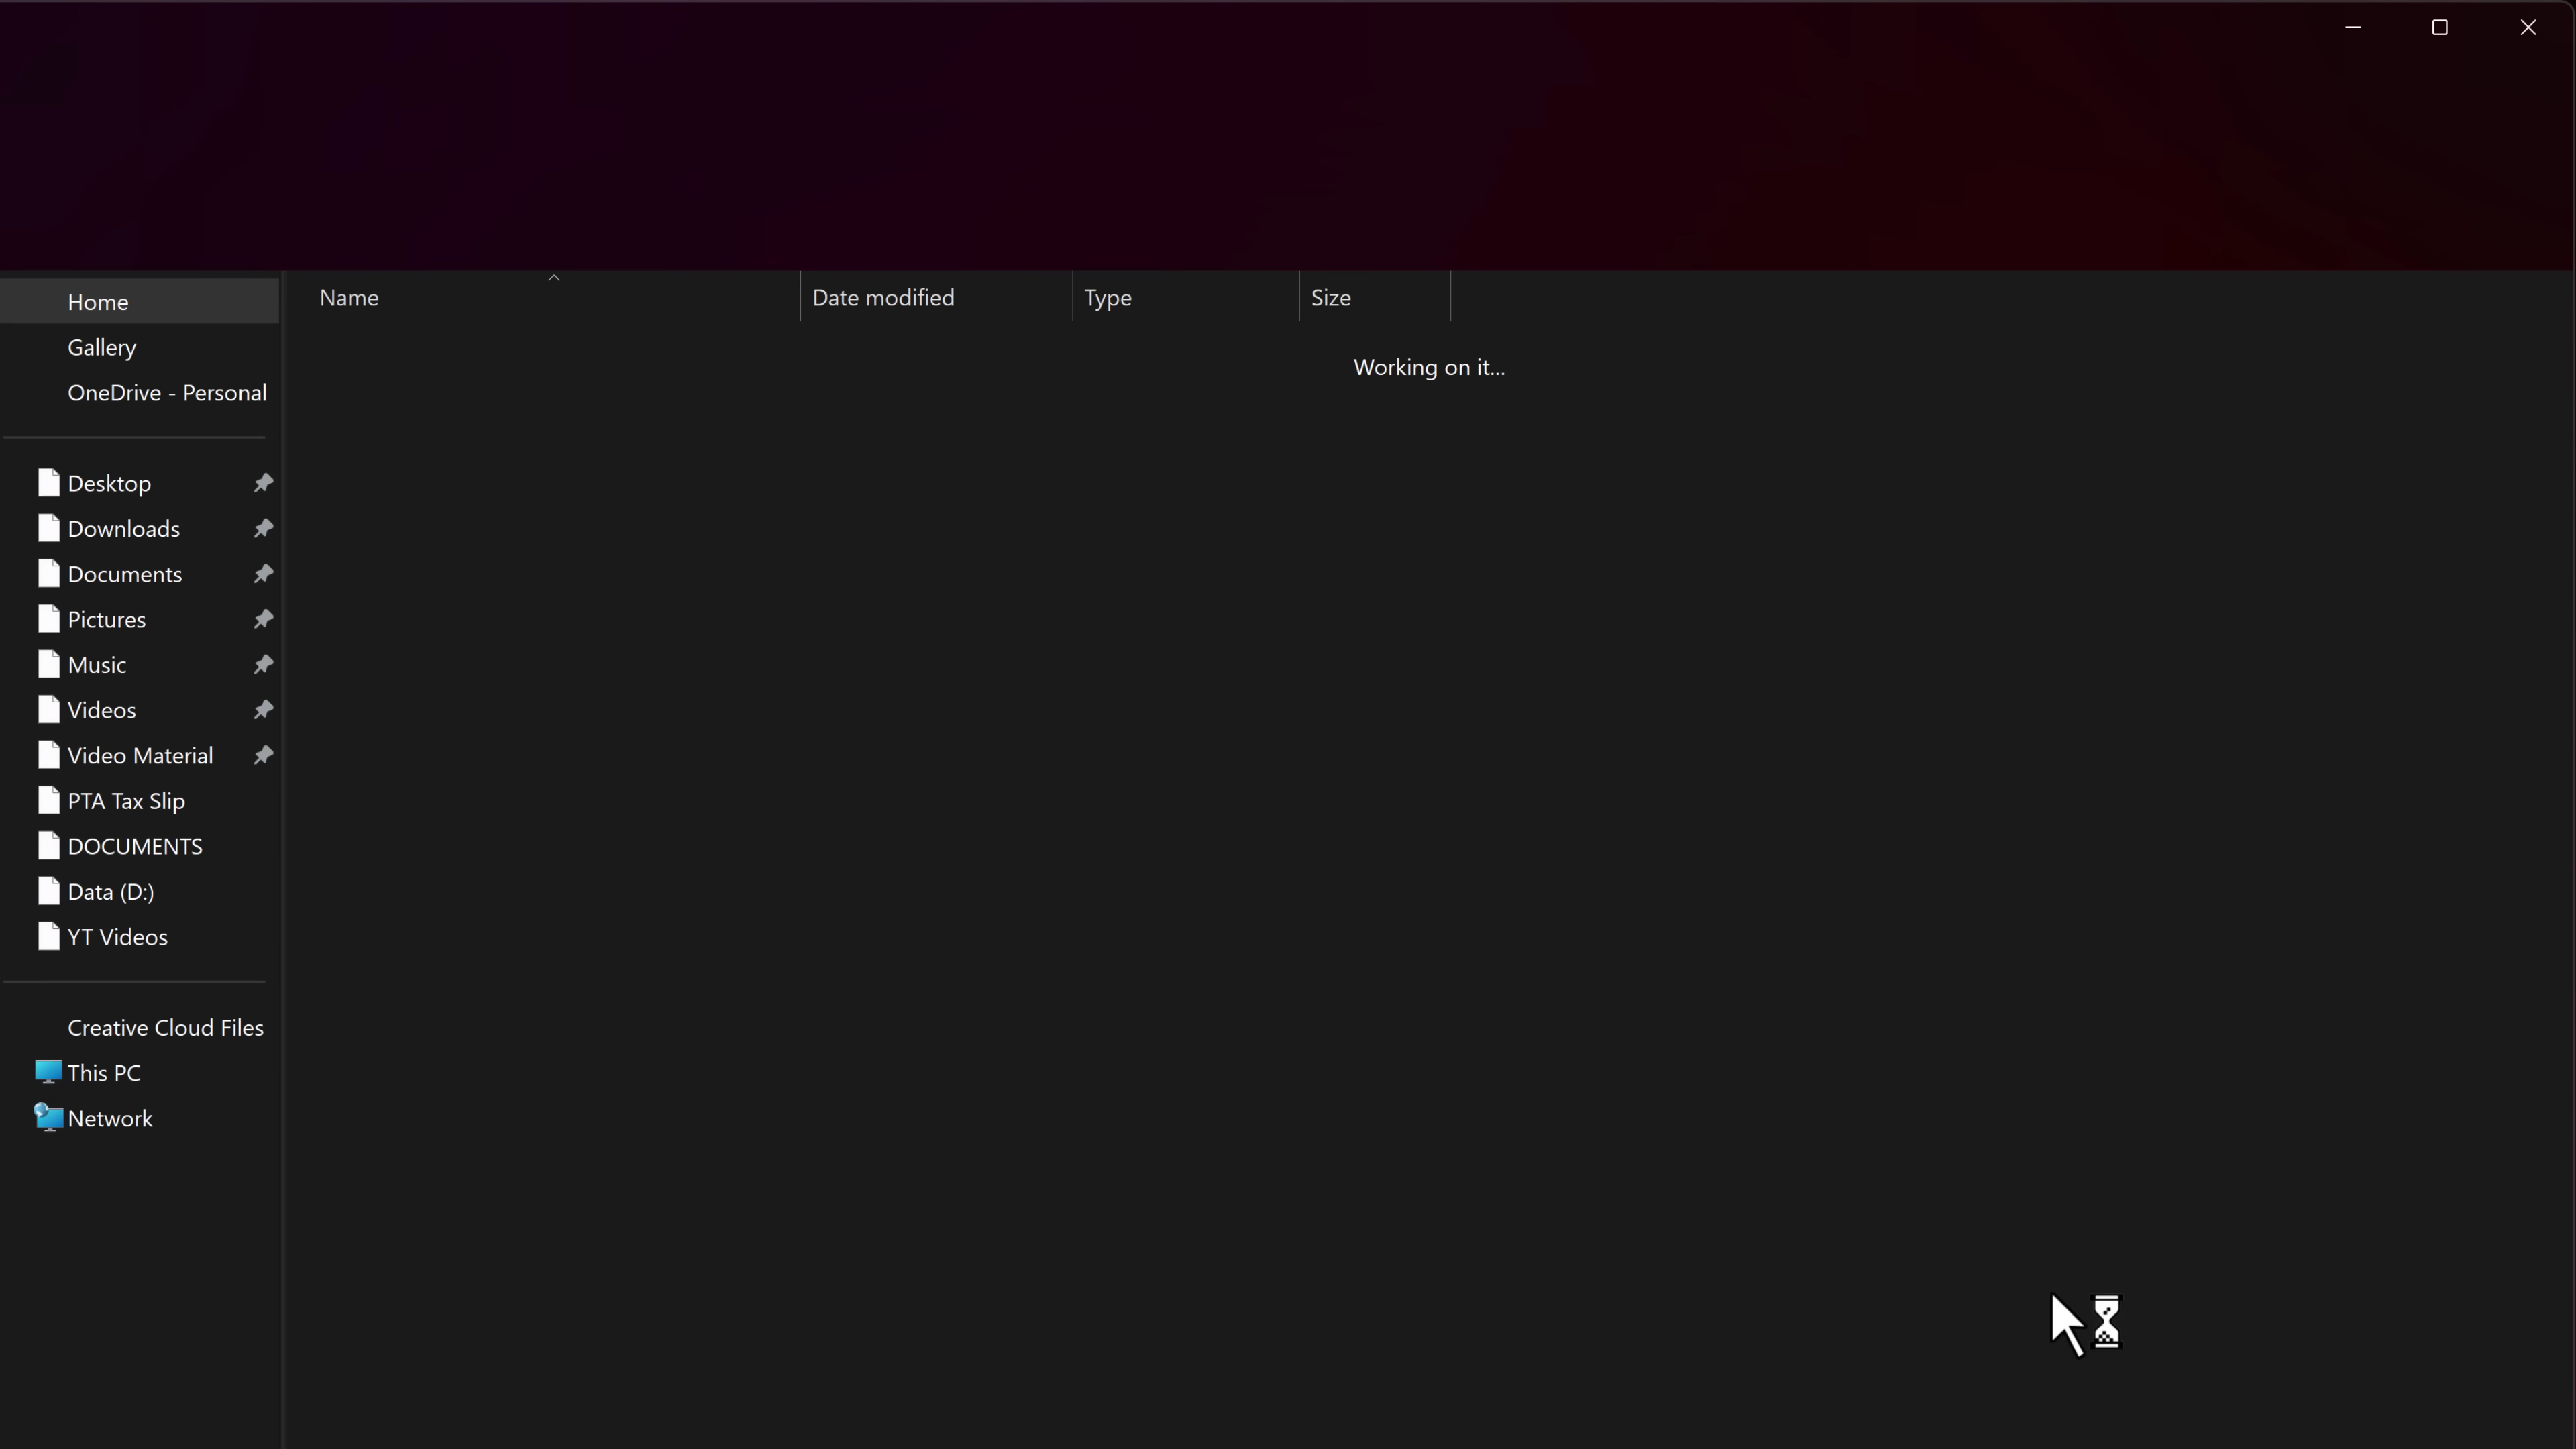 Home
Gallery
OneDrive - Personal
Desktop
Downloads
Documents
Pictures
Music
Videos
Video Material
PTA Tax Slip
DOCUMENTS
Data (D:)
YT Videos
Creative Cloud Files
This PC
Network
Name
Date modified
Type
Size
Working on it...